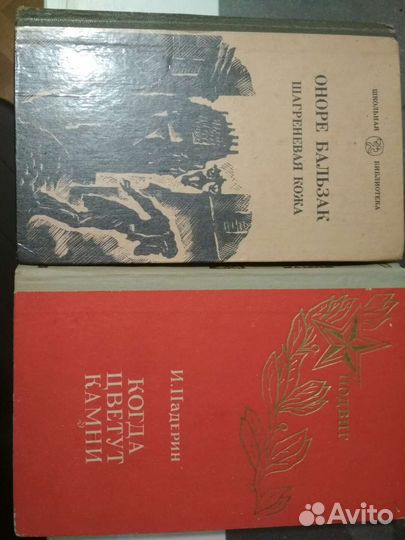 ШКОЛЬНАЯ БИБЛИОТЕКА
ОНОРЕ БАЛЬЗАК
ШАГРЕНЕВАЯ КОЖА
ПОДВИГ
И. ПАДЕРИН
КОГДА
ЦВЕТУТ
КАМНИ
Avito